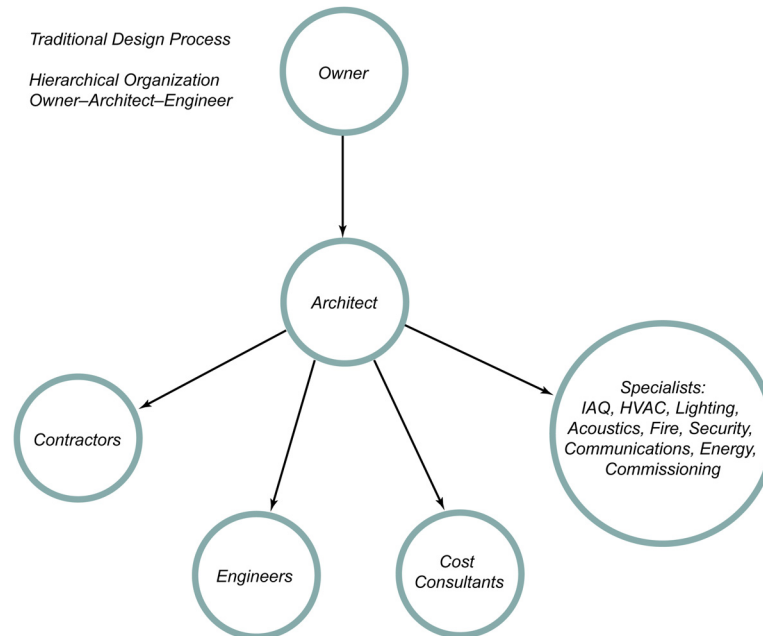 Traditional Design Process
Hierarchical Organization
Owner–Architect–Engineer
Owner
Architect
Contractors
Engineers
Cost
Consultants
Specialists:
IAQ, HVAC, Lighting,
Acoustics, Fire, Security,
Communications, Energy,
Commissioning